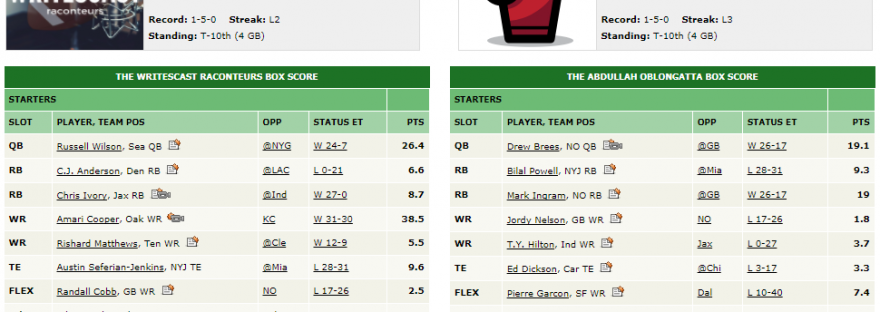 raconteurs
Record: 1-5-0 Streak: L2
Standing: T-10th (4 GB)
Record: 1-5-0 Streak: L3
Standing: T-10th (4 GB)
THE WRITESCAST RACONTEURS BOX SCORE
STARTERS
SLOT PLAYER, TEAM POS OPP STATUS ET PTS
QB Russell Wilson, Sea QB @NYG W 24-7 26.4
RB C.J. Anderson, Den RB @LAC L 0-21 6.6
RB Chris Ivory, Jax RB @Ind W 27-0 8.7
WR Amari Cooper, Oak WR KC W 31-30 38.5
WR Rishard Matthews, Ten WR @Cle W 12-9 5.5
TE Austin Seferian-Jenkins, NYJ TE @Mia L 28-31 9.6
FLEX Randall Cobb, GB WR NO L 17-26 2.5
THE ABDULLAH OBLONGATTA BOX SCORE
STARTERS
SLOT PLAYER, TEAM POS OPP STATUS ET PTS
QB Drew Brees, NO QB @GB W 26-17 19.1
RB Bilal Powell, NYJ RB @Mia L 28-31 9.3
RB Mark Ingram, NO RB @GB W 26-17 19
WR Jordy Nelson, GB WR NO L 17-26 1.8
WR T.Y. Hilton, Ind WR Jax L 0-27 3.7
TE Ed Dickson, Car TE @Chi L 3-17 3.3
FLEX Pierre Garcon, SF WR Dal L 10-40 7.4